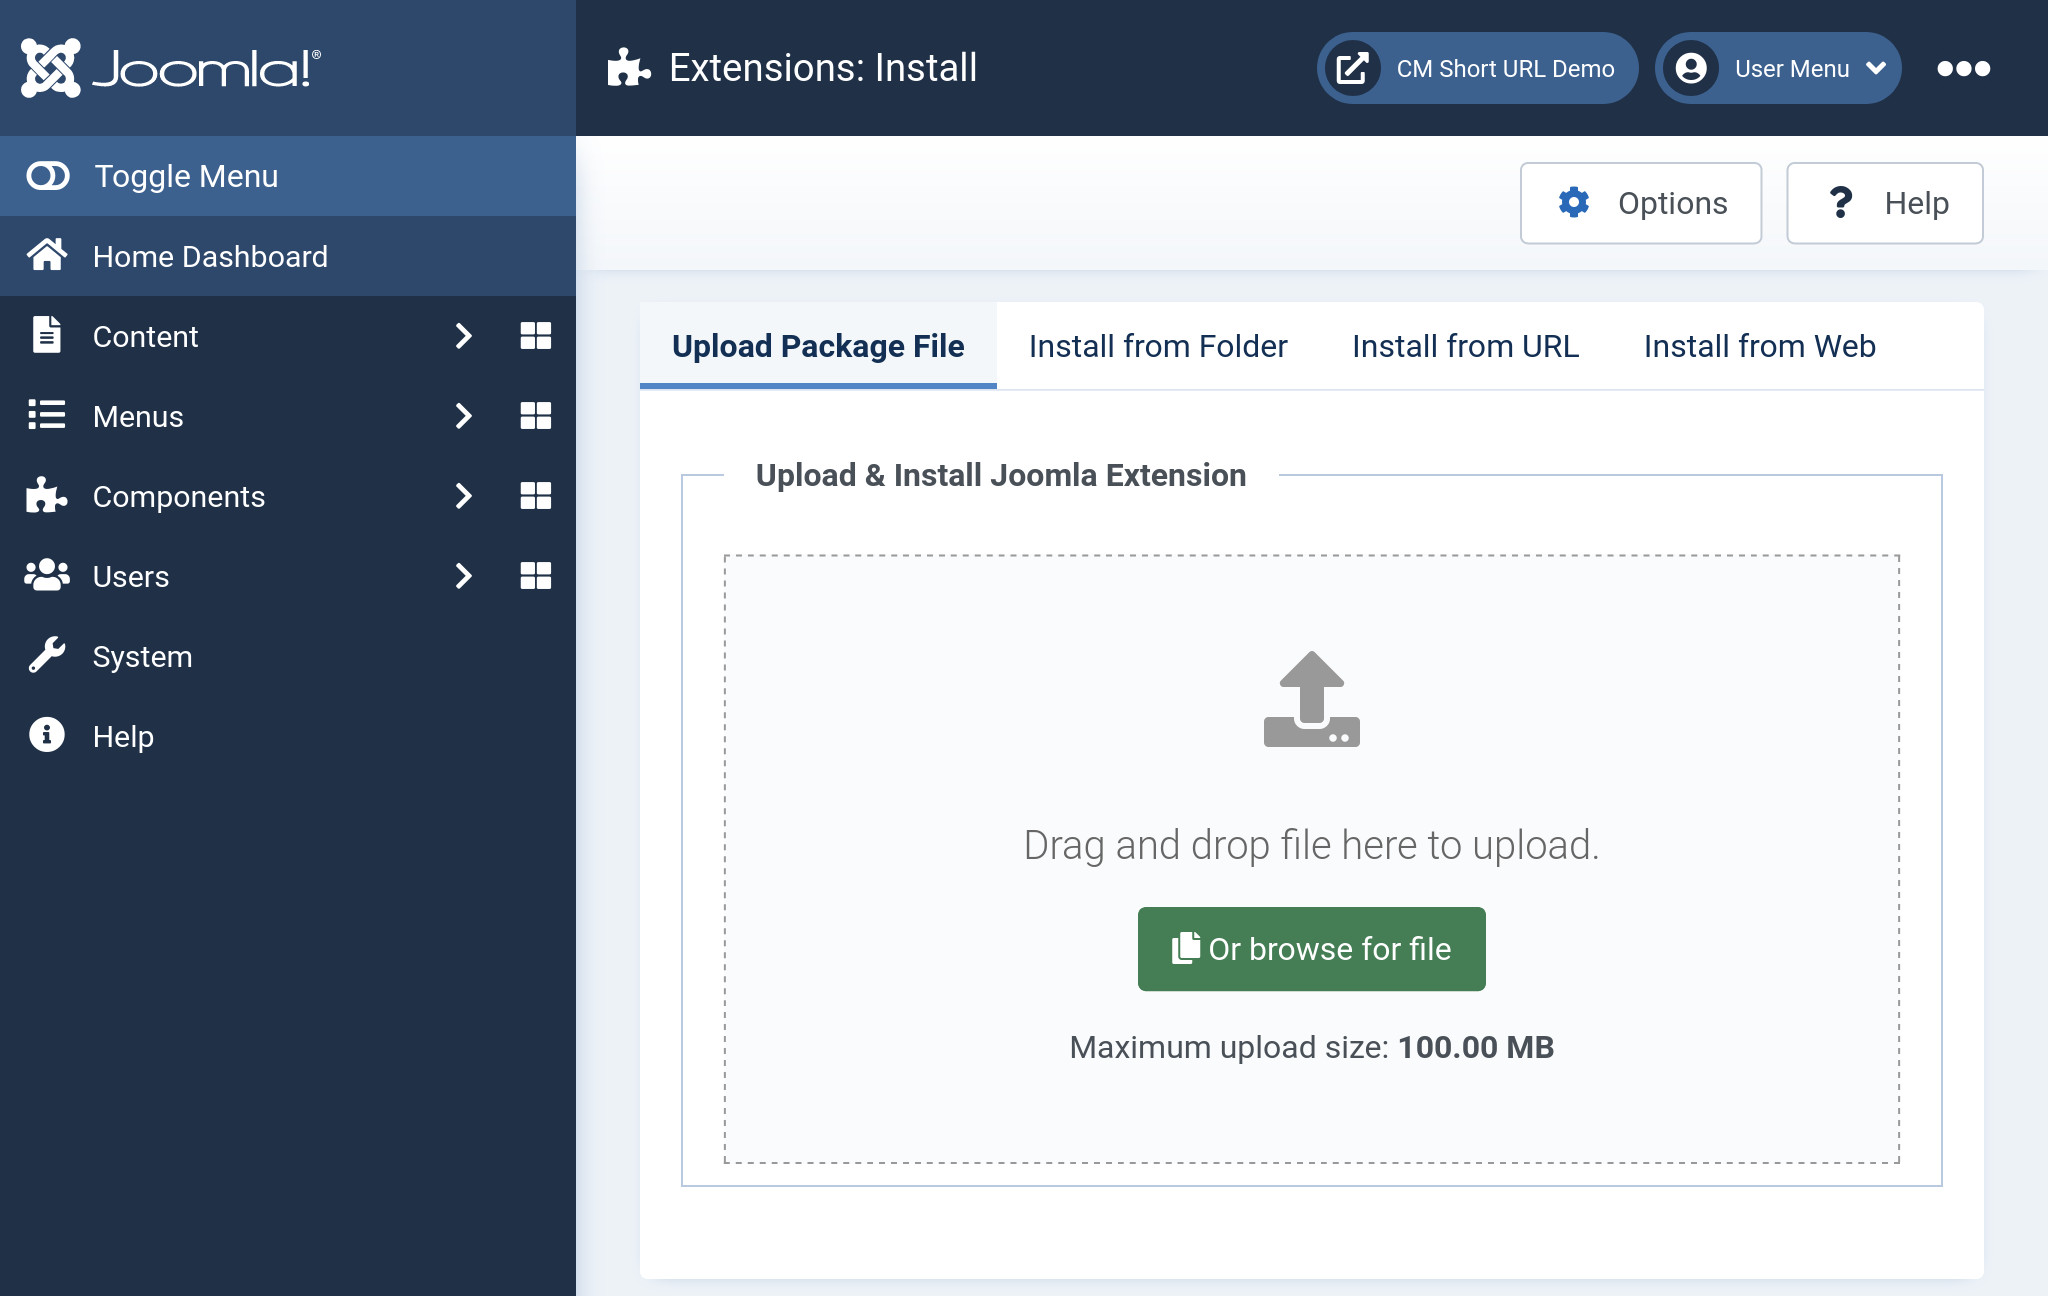 Joomla!®
Extensions: Install
CM Short URL Demo
User Menu
Toggle Menu
Home Dashboard
Content
Menus
Components
Users
System
Help
Options
Help
Upload Package File
Install from Folder
Install from URL
Install from Web
Upload & Install Joomla Extension
Drag and drop file here to upload.
Or browse for file
Maximum upload size: 100.00 MB